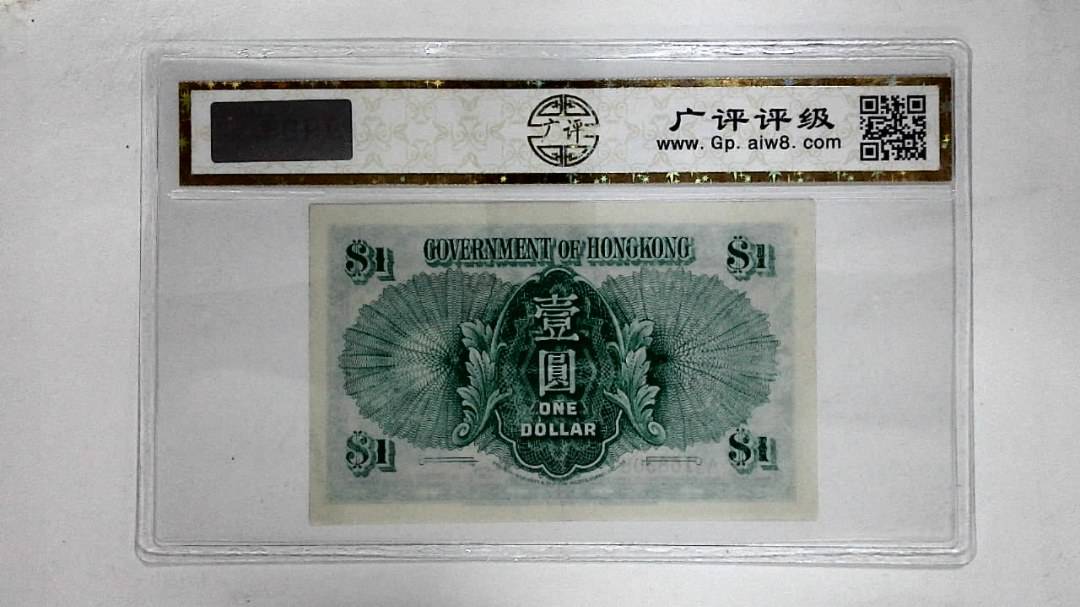 广评
广评评级
www. Gp. aiw8. com
$1 GOVERNMENT OF HONGKONG $1
壹
圓
ONE
DOLLAR
$1 $1